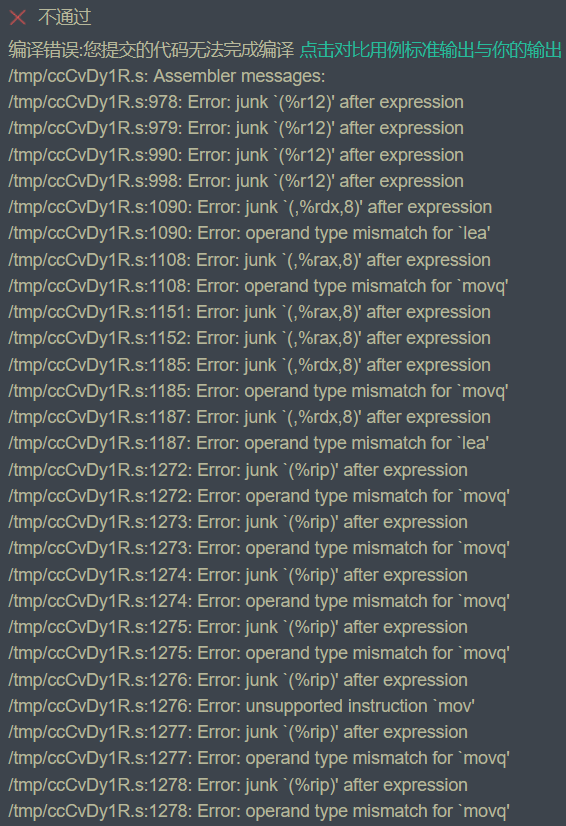 不通过
编译错误:您提交的代码无法完成编译 点击对比用例标准输出与你的输出
/tmp/ccCvDy1R.s: Assembler messages:
/tmp/ccCvDy1R.s:978: Error: junk `(%r12)' after expression
/tmp/ccCvDy1R.s:979: Error: junk `(%r12)' after expression
/tmp/ccCvDy1R.s:990: Error: junk `(%r12)' after expression
/tmp/ccCvDy1R.s:998: Error: junk `(%r12)' after expression
/tmp/ccCvDy1R.s:1090: Error: junk `(,%rdx,8)' after expression
/tmp/ccCvDy1R.s:1090: Error: operand type mismatch for `lea'
/tmp/ccCvDy1R.s:1108: Error: junk `(,%rax,8)' after expression
/tmp/ccCvDy1R.s:1108: Error: operand type mismatch for `movq'
/tmp/ccCvDy1R.s:1151: Error: junk `(,%rax,8)' after expression
/tmp/ccCvDy1R.s:1152: Error: junk `(,%rax,8)' after expression
/tmp/ccCvDy1R.s:1185: Error: junk `(,%rdx,8)' after expression
/tmp/ccCvDy1R.s:1185: Error: operand type mismatch for `movq'
/tmp/ccCvDy1R.s:1187: Error: junk `(,%rdx,8)' after expression
/tmp/ccCvDy1R.s:1187: Error: operand type mismatch for `lea'
/tmp/ccCvDy1R.s:1272: Error: junk `(%rip)' after expression
/tmp/ccCvDy1R.s:1272: Error: operand type mismatch for `movq'
/tmp/ccCvDy1R.s:1273: Error: junk `(%rip)' after expression
/tmp/ccCvDy1R.s:1273: Error: operand type mismatch for `movq'
/tmp/ccCvDy1R.s:1274: Error: junk `(%rip)' after expression
/tmp/ccCvDy1R.s:1274: Error: operand type mismatch for `movq'
/tmp/ccCvDy1R.s:1275: Error: junk `(%rip)' after expression
/tmp/ccCvDy1R.s:1275: Error: operand type mismatch for `movq'
/tmp/ccCvDy1R.s:1276: Error: junk `(%rip)' after expression
/tmp/ccCvDy1R.s:1276: Error: unsupported instruction `mov'
/tmp/ccCvDy1R.s:1277: Error: junk `(%rip)' after expression
/tmp/ccCvDy1R.s:1277: Error: operand type mismatch for `movq'
/tmp/ccCvDy1R.s:1278: Error: junk `(%rip)' after expression
/tmp/ccCvDy1R.s:1278: Error: operand type mismatch for `movq'